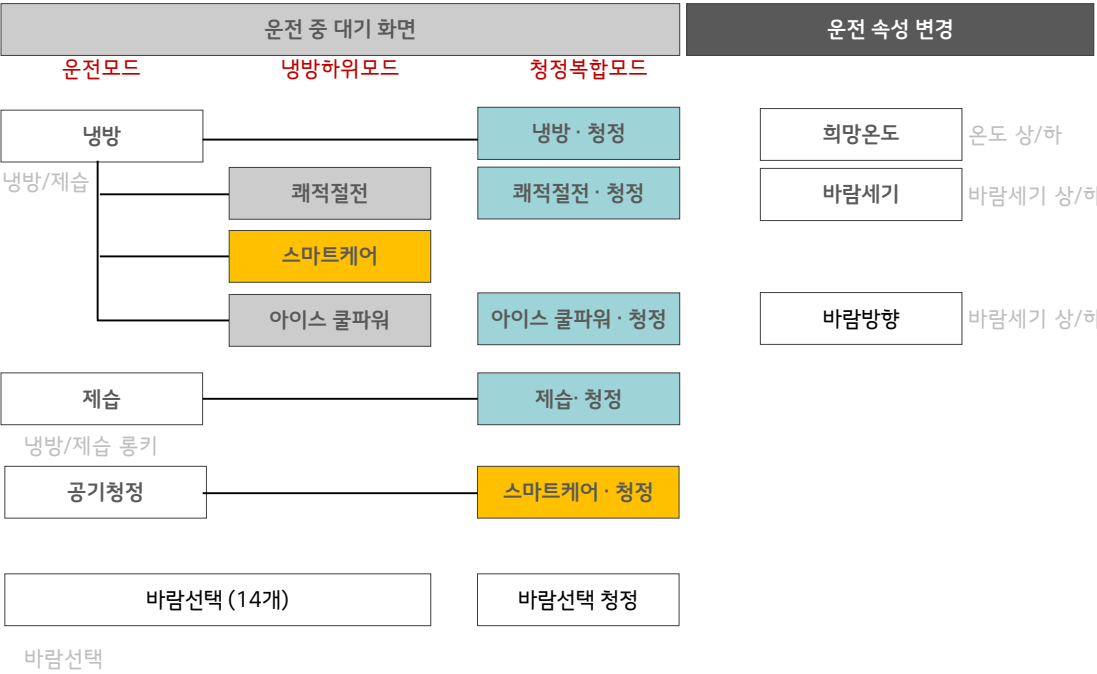 운전 중 대기 화면
운전 속성 변경
운전모드
냉방하위모드
청정복합모드
냉방
냉방 · 청정
희망온도
온도 상/하
냉방/제습
쾌적절전
쾌적절전 · 청정
바람세기
바람세기 상/하
스마트케어
아이스 쿨파워
아이스 쿨파워 · 청정
바람방향
바람세기 상/하
제습
제습· 청정
냉방/제습 롱키
공기청정
스마트케어 · 청정
바람선택 (14개)
바람선택 청정
바람선택